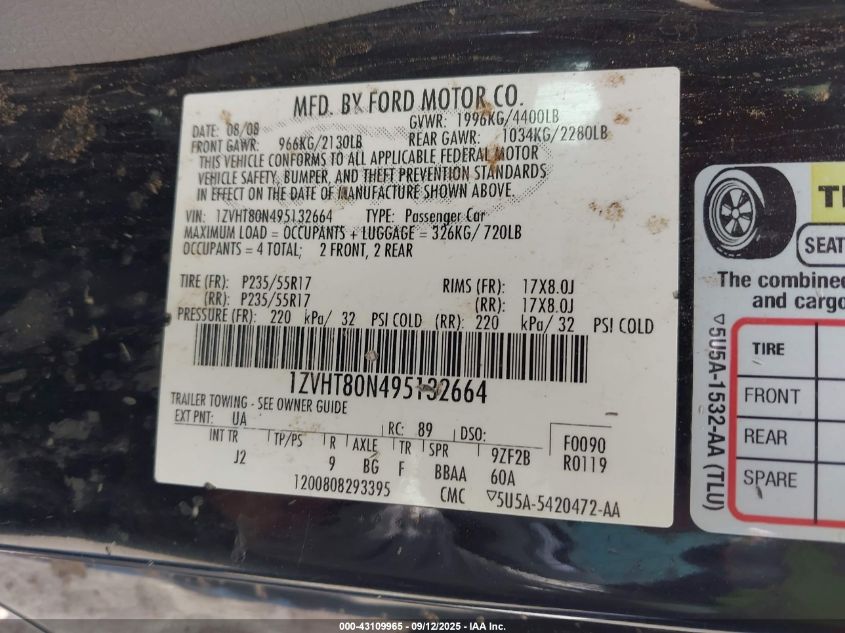 MFD. BY FORD MOTOR CO.
DATE: 08/08 GVWR: 1996KG/4400LB
FRONT GAWR: 966KG/2130LB REAR GAWR: 1034KG/2280LB
THIS VEHICLE CONFORMS TO ALL APPLICABLE FEDERAL MOTOR
VEHICLE SAFETY, BUMPER, AND THEFT PREVENTION STANDARDS
IN EFFECT ON THE DATE OF MANUFACTURE SHOWN ABOVE.
VIN: 1ZVHT80N495132664 TYPE: Passenger Car
MAXIMUM LOAD = OCCUPANTS + LUGGAGE = 326KG/ 720LB
OCCUPANTS = 4 TOTAL; 2 FRONT, 2 REAR
TIRE (FR): P235/55R17 RIMS (FR): 17X8.0J
(RR): P235/55R17 (RR): 17X8.0J
PRESSURE (FR): 220 kPa/ 32 PSI COLD (RR): 220 kPa/ 32 PSI COLD
1ZVHT80N495132664
TRAILER TOWING - SEE OWNER GUIDE
EXT PNT: UA RC: 89 DSO: F0090
INT TR TP/PS R AXLE TR SPR 9ZF2B R0119
J2 9 BG F BBAA 60A
1200808293395 CMC ▽5U5A-5420472-AA
SEAT
The combined
and cargo
TIRE
FRONT
REAR
SPARE
▽5U5A-1532-AA (TLU)
000-43109965 - 09/12/2025 - IAA Inc.